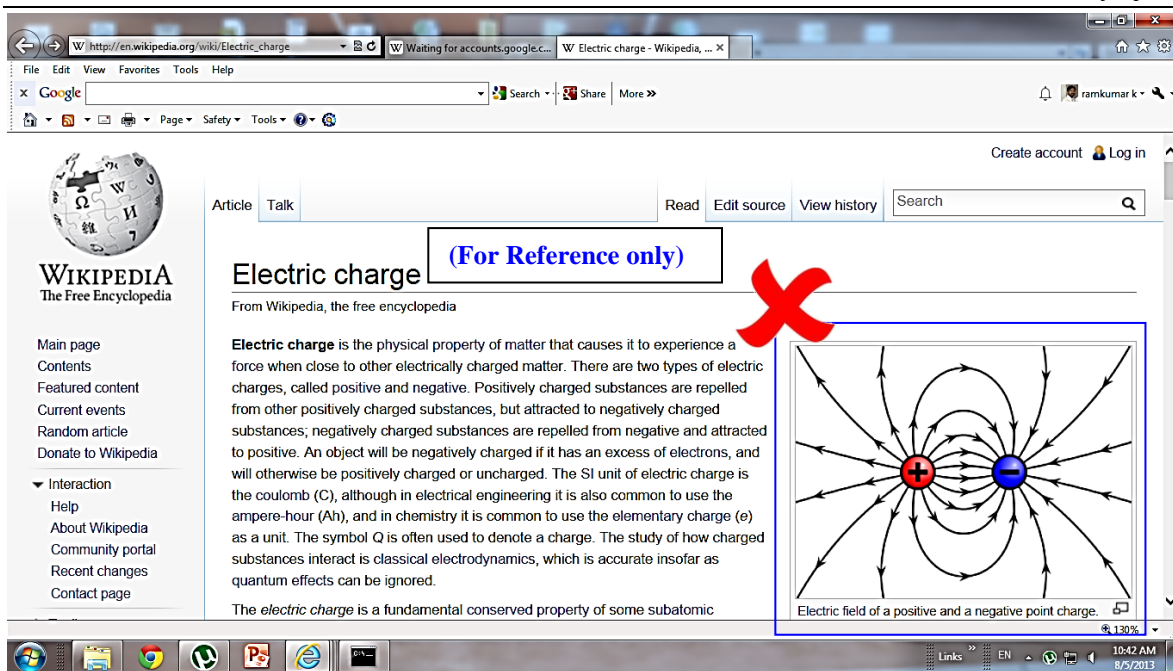 http://en.wikipedia.org/wiki/Electric_charge
Waiting for accounts.google.c...
Electric charge - Wikipedia, ...
File Edit View Favorites Tools Help
x Google
Search
Share
More »
ramkumar k
Page Safety Tools
Create account Log in
Article Talk
Read Edit source View history
Search
WIKIPEDIA
The Free Encyclopedia
(For Reference only)
Electric charge
From Wikipedia, the free encyclopedia
Main page
Contents
Featured content
Current events
Random article
Donate to Wikipedia
Interaction
Help
About Wikipedia
Community portal
Recent changes
Contact page
Electric charge is the physical property of matter that causes it to experience a
force when close to other electrically charged matter. There are two types of electric
charges, called positive and negative. Positively charged substances are repelled
from other positively charged substances, but attracted to negatively charged
substances; negatively charged substances are repelled from negative and attracted
to positive. An object will be negatively charged if it has an excess of electrons, and
will otherwise be positively charged or uncharged. The SI unit of electric charge is
the coulomb (C), although in electrical engineering it is also common to use the
ampere-hour (Ah), and in chemistry it is common to use the elementary charge (e)
as a unit. The symbol Q is often used to denote a charge. The study of how charged
substances interact is classical electrodynamics, which is accurate insofar as
quantum effects can be ignored.
The electric charge is a fundamental conserved property of some subatomic
+ −
Electric field of a positive and a negative point charge.
130%
Links » EN
10:42 AM
8/5/2013